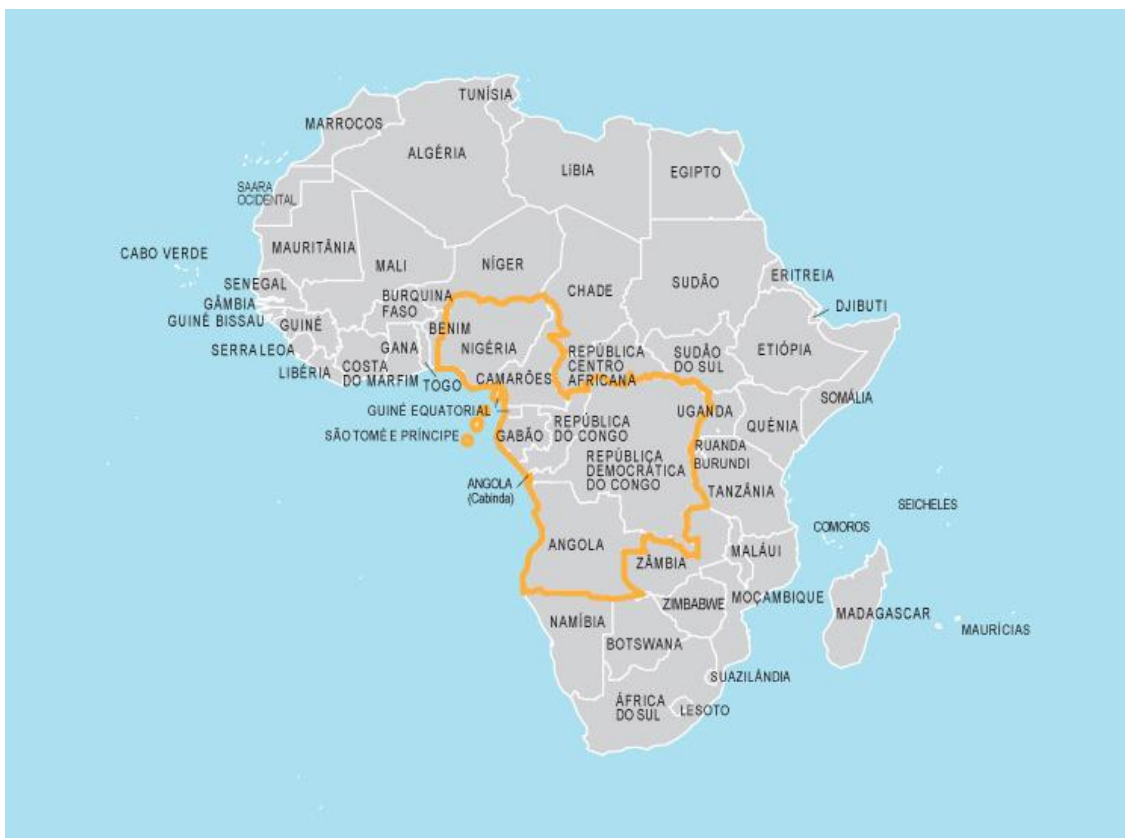 TUNÍSIA
MARROCOS
ALGÉRIA
LÍBIA
EGIPTO
SAARA
OCIDENTAL
CABO VERDE
MAURITÂNIA
MALI
NÍGER
CHADE
SUDÃO
ERITREIA
DJIBUTI
SENEGAL
GÂMBIA
GUINÉ BISSAU
GUINÉ
SERRA LEOA
LIBÉRIA
BURQUINA
FASO
BENIM
NIGÉRIA
GANA
COSTA
DO MARFIM
TOGO
CAMARÕES
REPÚBLICA
CENTRO
AFRICANA
SUDÃO
DO SUL
ETIÓPIA
SOMÁLIA
GUINÉ EQUATORIAL
SÃO TOMÉ E PRÍNCIPE
GABÃO
REPÚBLICA
DO CONGO
UGANDA
QUÉNIA
RUANDA
BURUNDI
REPÚBLICA
DEMOCRÁTICA
DO CONGO
TANZÂNIA
ANGOLA
(Cabinda)
SEICHELES
COMOROS
ANGOLA
ZÂMBIA
MALÁUI
MOÇAMBIQUE
ZIMBABWE
MADAGASCAR
MAURÍCIAS
NAMÍBIA
BOTSWANA
SUAZILÂNDIA
ÁFRICA
DO SUL
LESOTO